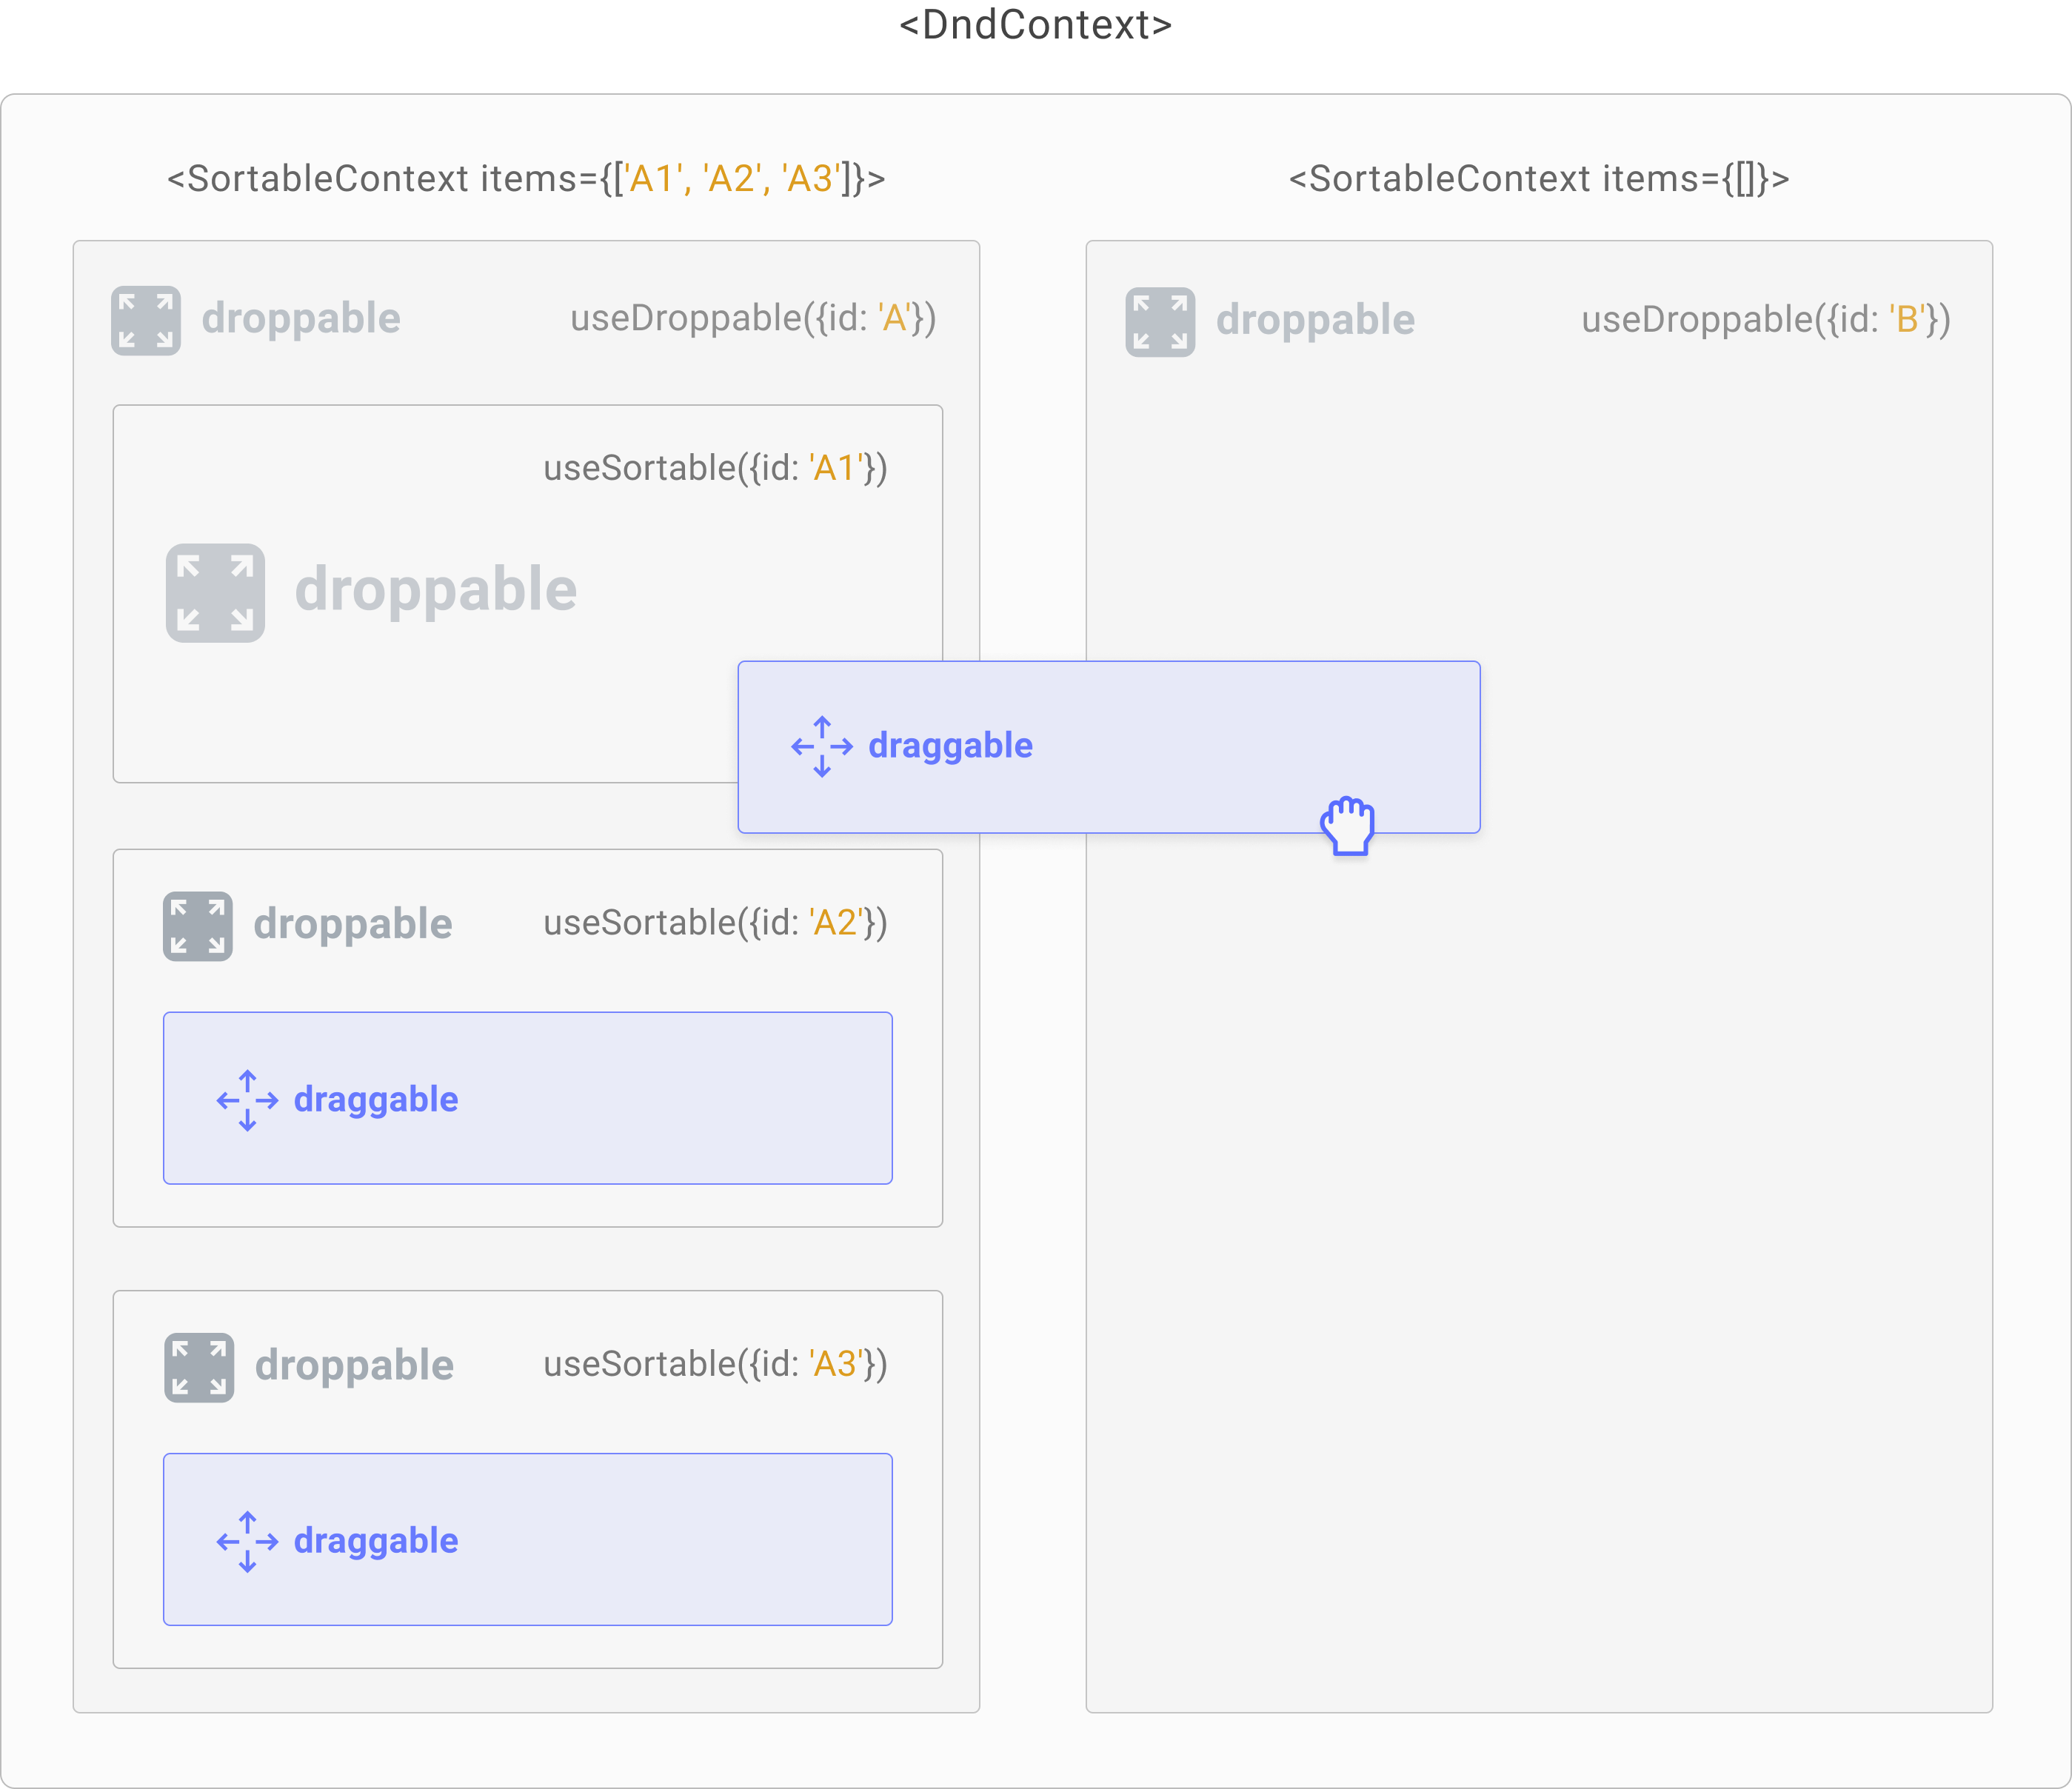 <DndContext>
<SortableContext items={['A1', 'A2', 'A3']}>
<SortableContext items={[]}>
droppable useDroppable({id: 'A'})
droppable useDroppable({id: 'B'})
useSortable({id: 'A1'})
droppable
draggable
droppable useSortable({id: 'A2'})
draggable
droppable useSortable({id: 'A3'})
draggable